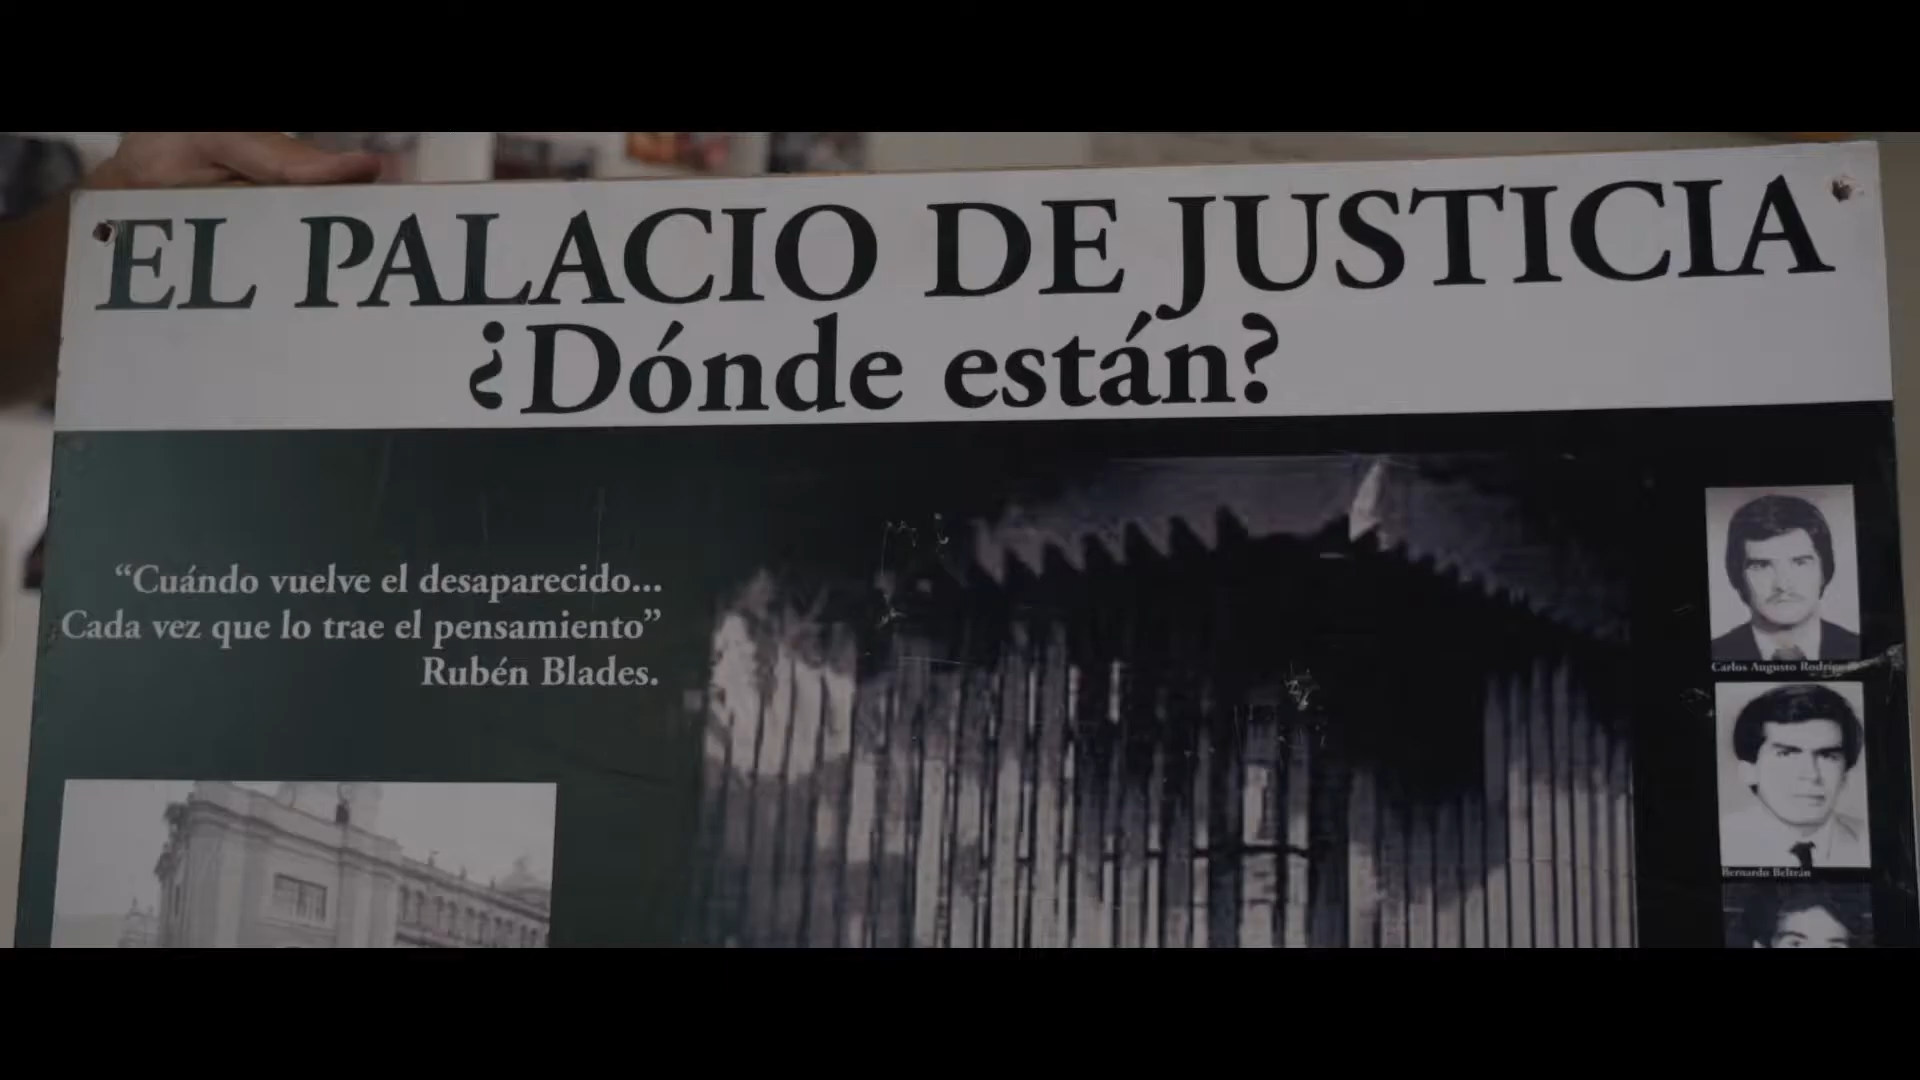 EL PALACIO DE JUSTICIA
¿Dónde están?
“Cuándo vuelve el desaparecido...
Cada vez que lo trae el pensamiento”
Rubén Blades.
Carlos Augusto
Bernardo Beltrán